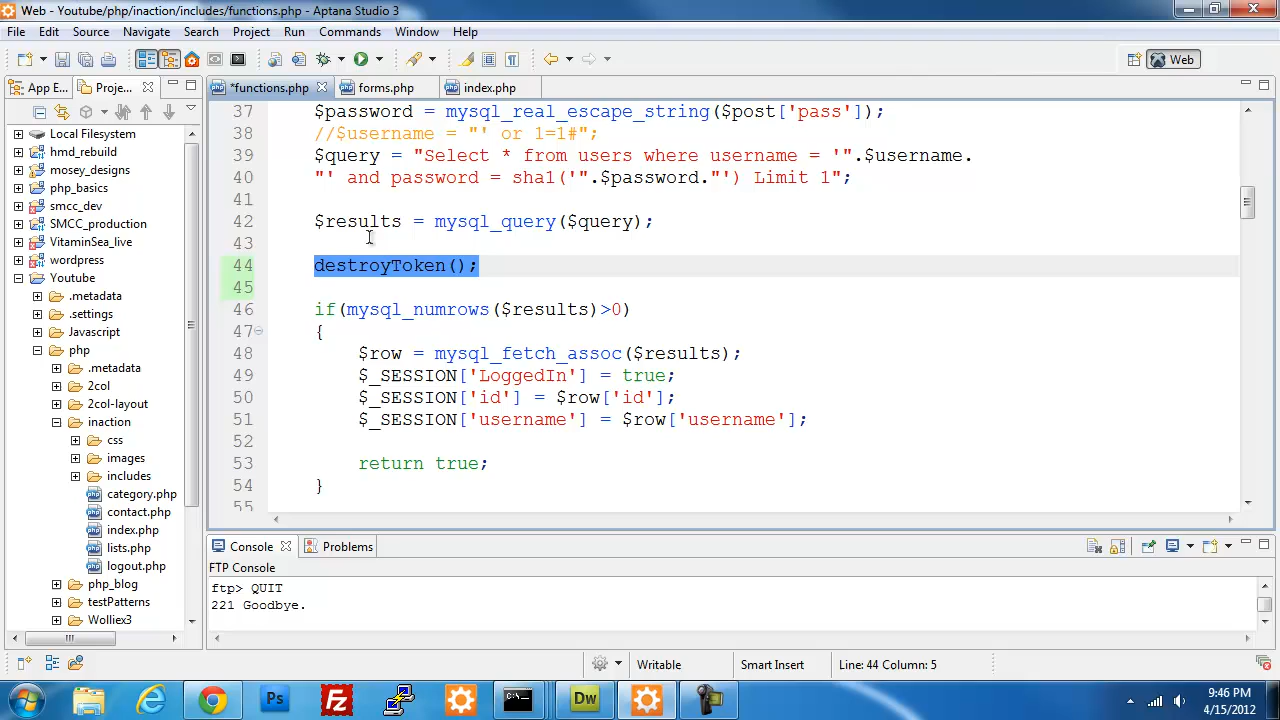 Web - Youtube/php/inaction/includes/functions.php - Aptana Studio 3
File Edit Source Navigate Search Project Run Commands Window Help
Web
App E... Proje... *functions.php forms.php index.php
Local Filesystem
hmd_rebuild
mosey_designs
php_basics
smcc_dev
SMCC_production
VitaminSea_live
wordpress
Youtube
.metadata
.settings
Javascript
php
.metadata
2col
2col-layout
inaction
css
images
includes
category.php
contact.php
index.php
lists.php
logout.php
php_blog
testPatterns
Wolliex3
37 $password = mysql_real_escape_string($post['pass']);
38 //$username = "' or 1=1#";
39 $query = "Select * from users where username = '".$username.
40 "' and password = sha1('".$password."') Limit 1";
41
42 $results = mysql_query($query);
43
44 destroyToken();
45
46 if(mysql_numrows($results)>0)
47 {
48 $row = mysql_fetch_assoc($results);
49 $_SESSION['LoggedIn'] = true;
50 $_SESSION['id'] = $row['id'];
51 $_SESSION['username'] = $row['username'];
52
53 return true;
54 }
55
Console Problems
FTP Console
ftp> QUIT
221 Goodbye.
Writable Smart Insert Line: 44 Column: 5
Ps Fz Dw
9:46 PM
4/15/2012